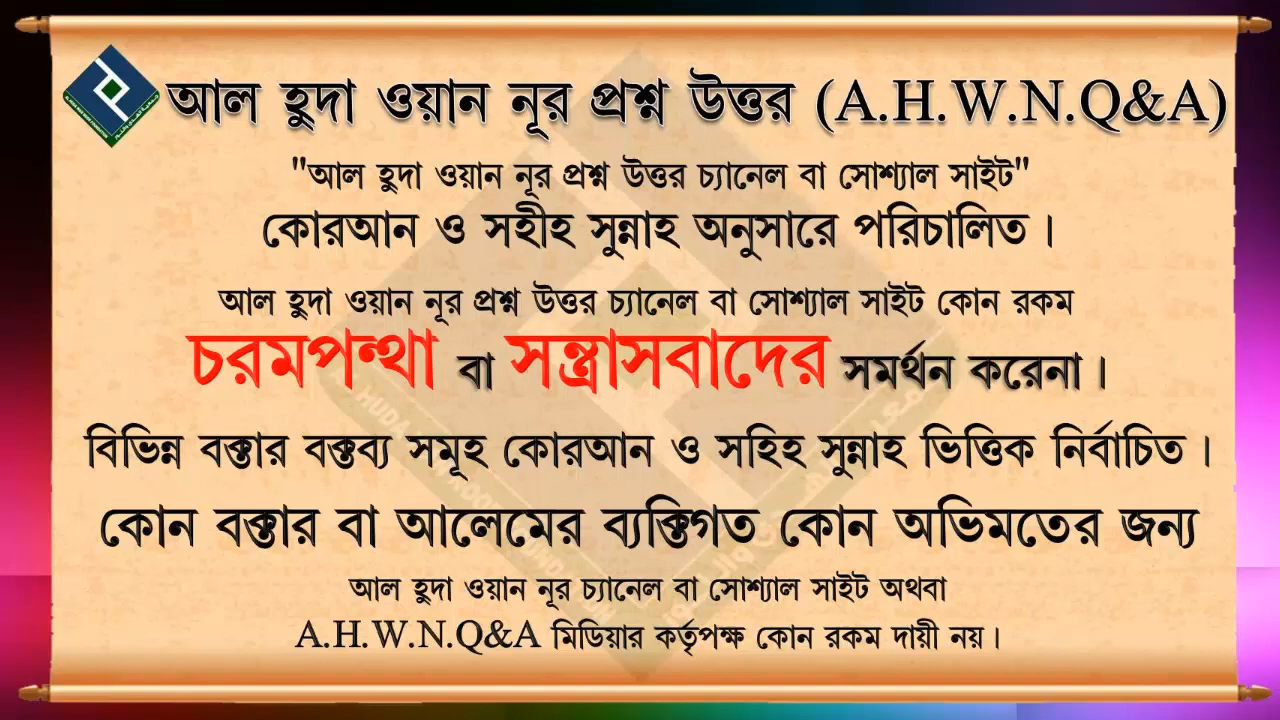 আল হুদা ওয়ান নূর প্রশ্ন উত্তর (A.H.W.N.Q&A)
"আল হুদা ওয়ান নূর প্রশ্ন উত্তর চ্যানেল বা সোশ্যাল সাইট"
কোরআন ও সহীহ সুন্নাহ অনুসারে পরিচালিত।
আল হুদা ওয়ান নূর প্রশ্ন উত্তর চ্যানেল বা সোশ্যাল সাইট কোন রকম
চরমপন্থা বা সন্ত্রাসবাদের সমর্থন করেনা।
বিভিন্ন বক্তার বক্তব্য সমূহ কোরআন ও সহিহ সুন্নাহ ভিত্তিক নির্বাচিত।
কোন বক্তার বা আলেমের ব্যক্তিগত কোন অভিমতের জন্য
আল হুদা ওয়ান নূর চ্যানেল বা সোশ্যাল সাইট অথবা
A.H.W.N.Q&A মিডিয়ার কর্তৃপক্ষ কোন রকম দায়ী নয়।